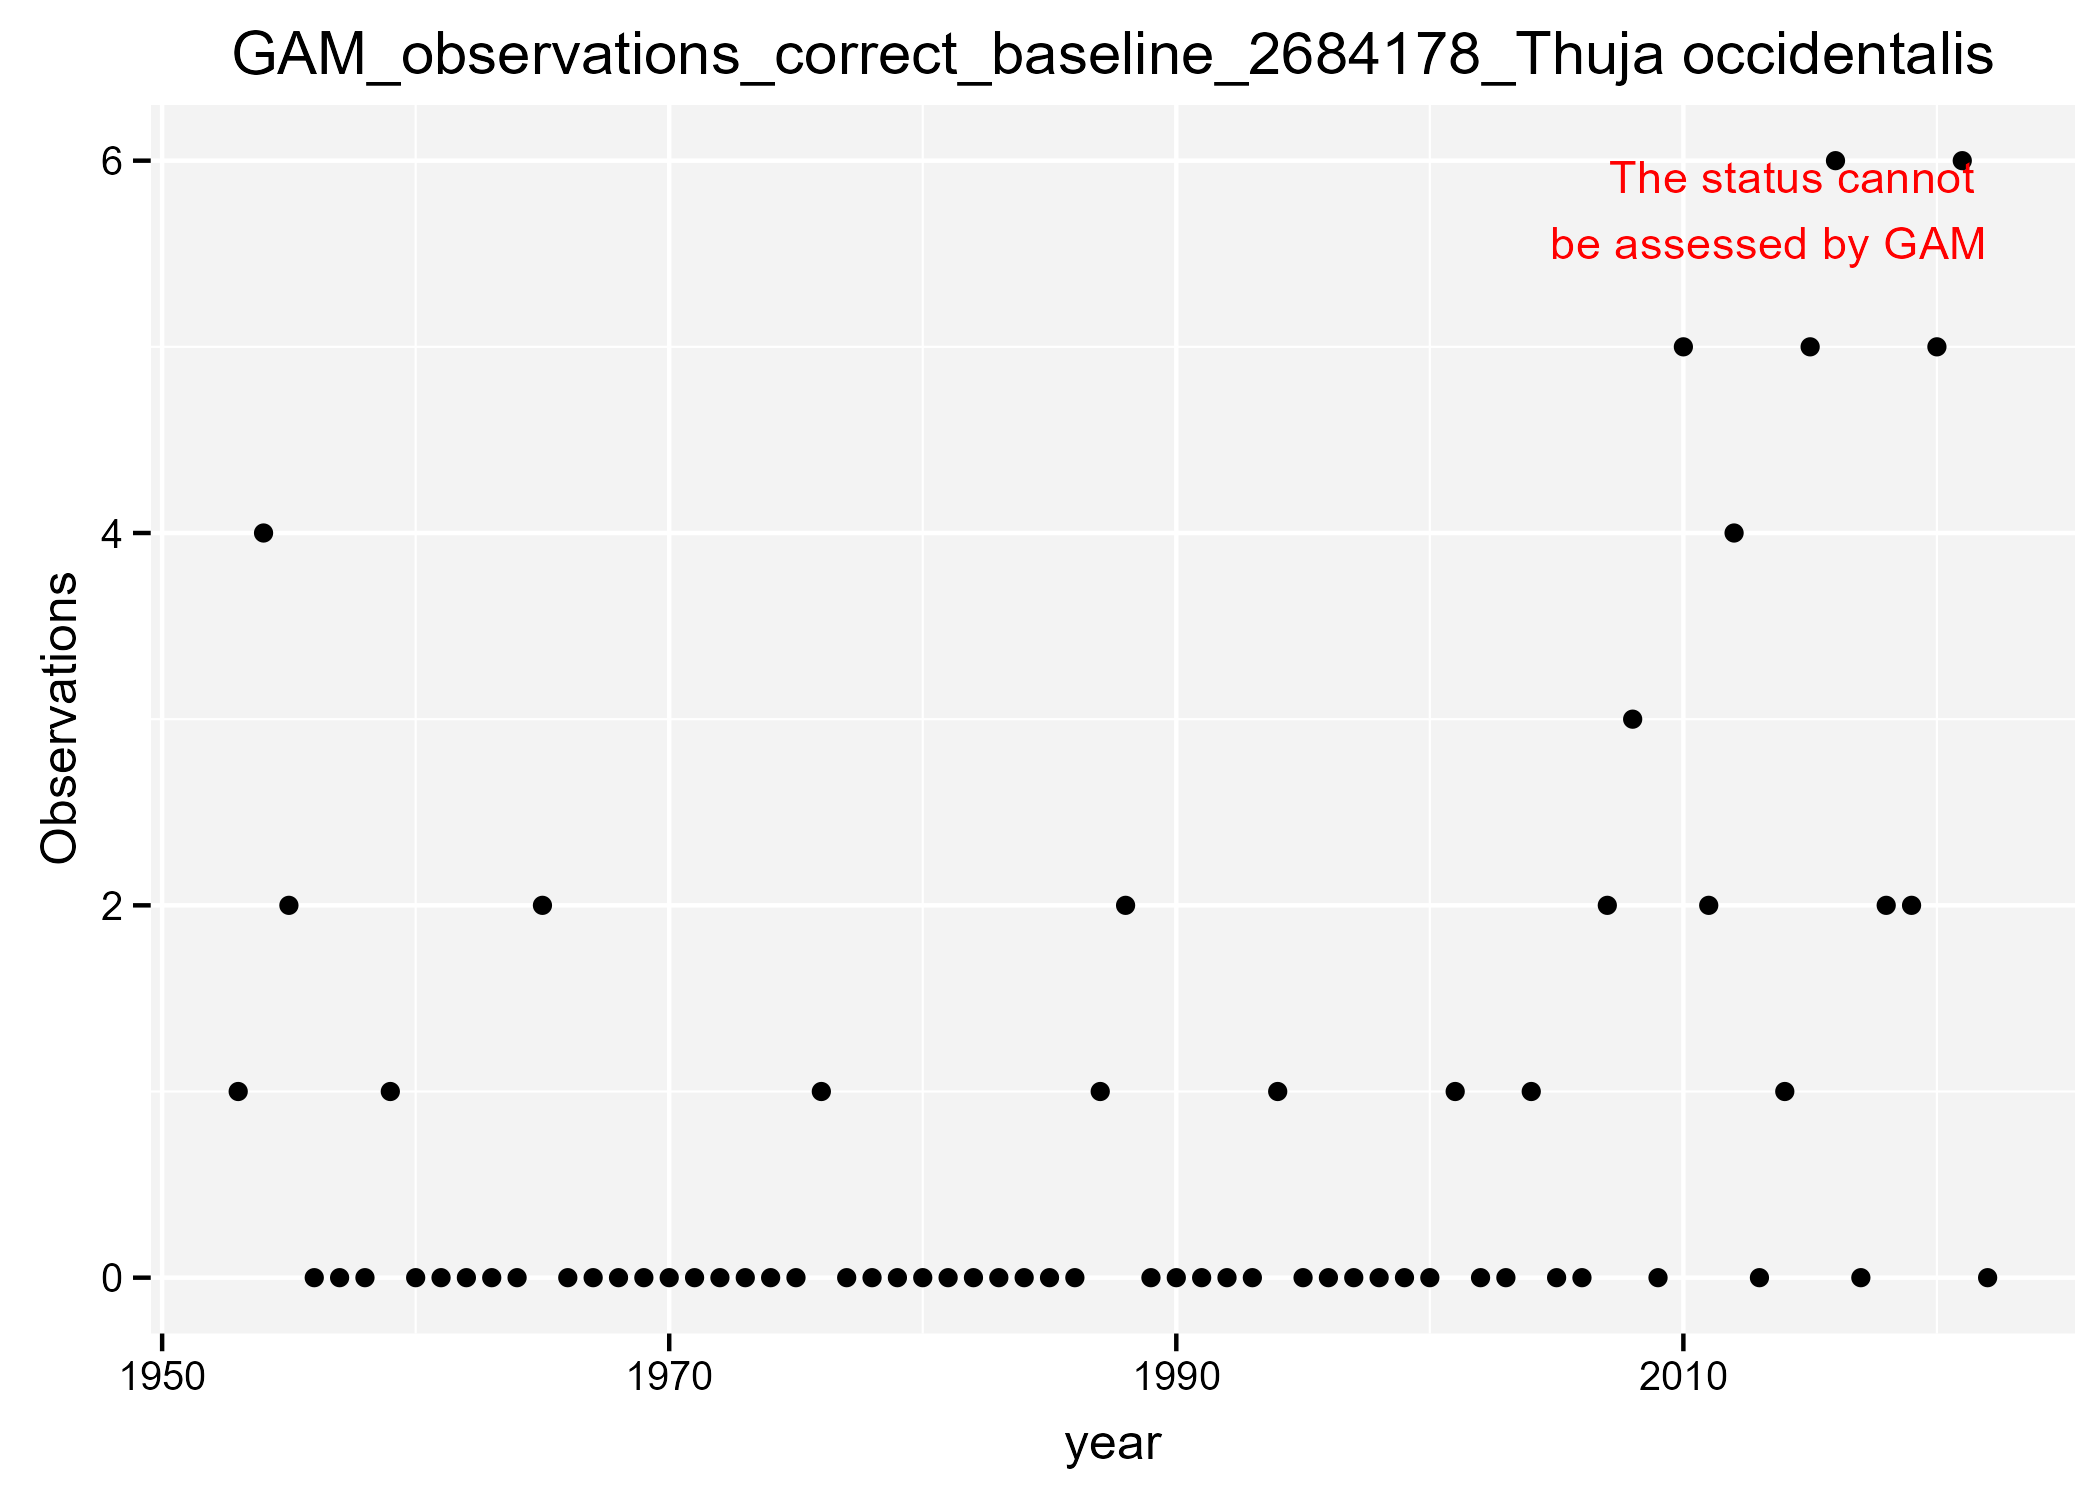 GAM_observations_correct_baseline_2684178_Thuja occidentalis
The status cannot
be assessed by GAM
Observations
6
4
2
0
1950 1970 1990 2010
year